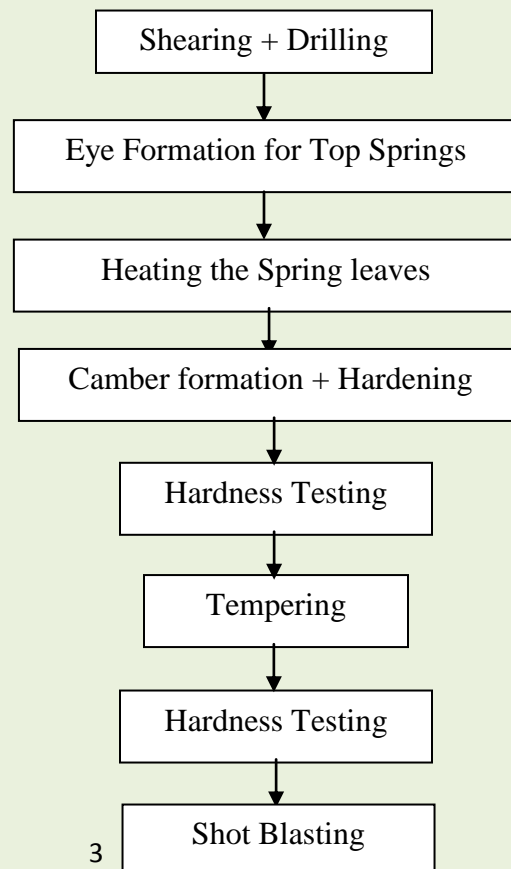 Shearing + Drilling
Eye Formation for Top Springs
Heating the Spring leaves
Camber formation + Hardening
Hardness Testing
Tempering
Hardness Testing
Shot Blasting
3